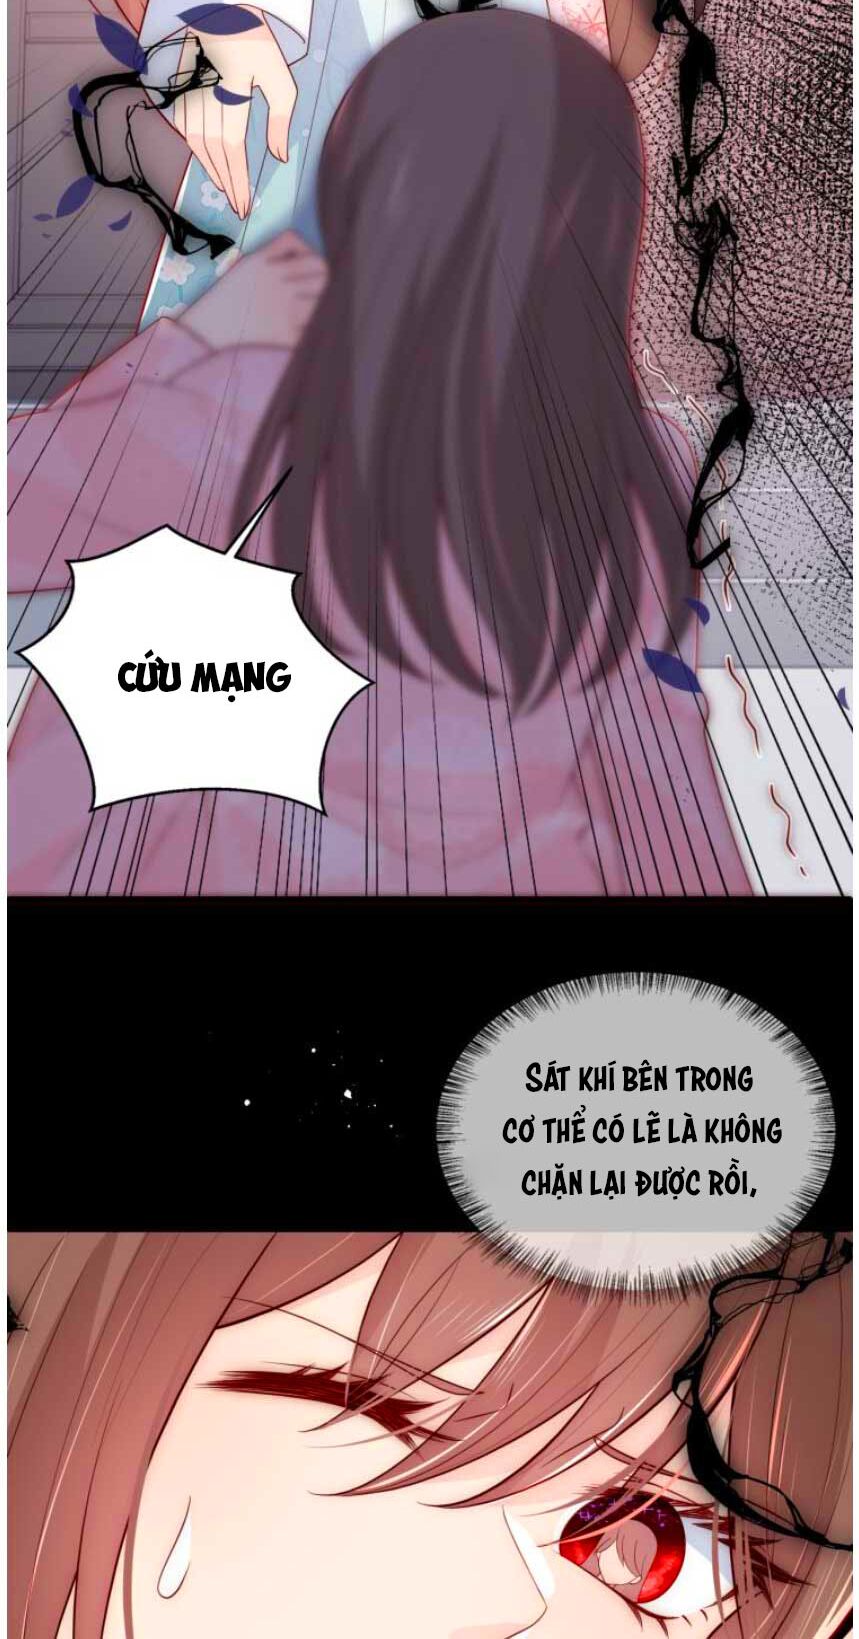 CỨU MẠNG
SÁT KHÍ BÊN TRONG
CƠ THỂ CÓ LẼ LÀ KHÔNG
CHẶN LẠI ĐƯỢC RỒI,